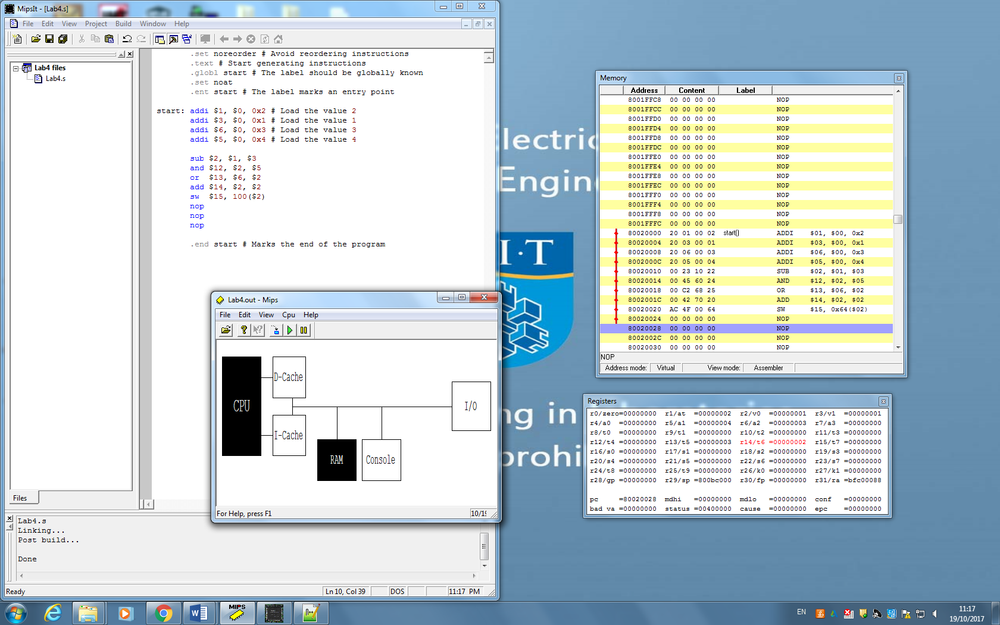 MipsIt - [Lab4.s]
File Edit View Project Build Window Help
Lab4 files
Lab4.s
Files
.set noreorder # Avoid reordering instructions
.text # Start generating instructions
.globl start # The label should be globally known
.set noat
.ent start # The label marks an entry point
start: addi $1, $0, 0x2 # Load the value 2
addi $3, $0, 0x1 # Load the value 1
addi $6, $0, 0x3 # Load the value 3
addi $5, $0, 0x4 # Load the value 4
sub $2, $1, $3
and $12, $2, $5
or $13, $6, $2
add $14, $2, $2
sw $15, 100($2)
nop
nop
nop
.end start # Marks the end of the program
Lab4.out - Mips
File Edit View Cpu Help
CPU
D-Cache
I-Cache
RAM
Console
I/O
For Help, press F1
10/19
Lab4.s
Linking...
Post build...
Done
Ready
Ln 10, Col 39
DOS
11:17 PM
Memory
Address Content Label
8001FFC8 00 00 00 00 NOP
8001FFCC 00 00 00 00 NOP
8001FFD0 00 00 00 00 NOP
8001FFD4 00 00 00 00 NOP
8001FFD8 00 00 00 00 NOP
8001FFDC 00 00 00 00 NOP
8001FFE0 00 00 00 00 NOP
8001FFE4 00 00 00 00 NOP
8001FFE8 00 00 00 00 NOP
8001FFEC 00 00 00 00 NOP
8001FFF0 00 00 00 00 NOP
8001FFF4 00 00 00 00 NOP
8001FFF8 00 00 00 00 NOP
8001FFFC 00 00 00 00 NOP
80020000 20 01 00 02 start() ADDI $01, $00, 0x2
80020004 20 03 00 01 ADDI $03, $00, 0x1
80020008 20 06 00 03 ADDI $06, $00, 0x3
8002000C 20 05 00 04 ADDI $05, $00, 0x4
80020010 00 23 10 22 SUB $02, $01, $03
80020014 00 45 60 24 AND $12, $02, $05
80020018 00 C2 68 25 OR $13, $06, $02
8002001C 00 42 70 20 ADD $14, $02, $02
80020020 AC 4F 00 64 SW $15, 0x64($02)
80020024 00 00 00 00 NOP
80020028 00 00 00 00 NOP
8002002C 00 00 00 00 NOP
80020030 00 00 00 00 NOP
NOP
Address mode: Virtual View mode: Assembler
Registers
r0/zero=00000000 r1/at =00000002 r2/v0 =00000001 r3/v1 =00000001
r4/a0 =00000000 r5/a1 =00000004 r6/a2 =00000003 r7/a3 =00000000
r8/t0 =00000000 r9/t1 =00000000 r10/t2 =00000000 r11/t3 =00000000
r12/t4 =00000000 r13/t5 =00000003 r14/t6 =00000002 r15/t7 =00000000
r16/s0 =00000000 r17/s1 =00000000 r18/s2 =00000000 r19/s3 =00000000
r20/s4 =00000000 r21/s5 =00000000 r22/s6 =00000000 r23/s7 =00000000
r24/t8 =00000000 r25/t9 =00000000 r26/k0 =00000000 r27/k1 =00000000
r28/gp =00000000 r29/sp =800bc000 r30/fp =00000000 r31/ra =bfc00088
pc =80020028 mdhi =00000000 mdlo =00000000 conf =00000000
bad va =00000000 status =00400000 cause =00000000 epc =00000000
lectric
Engin
I·T
ng in
prohi
MIPS
EN
11:17
19/10/2017